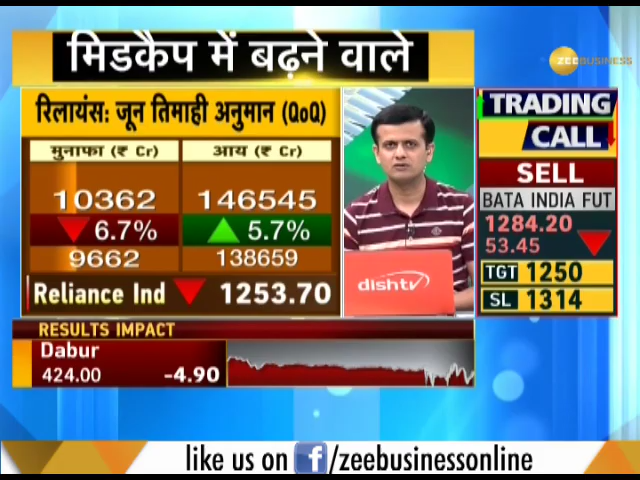 मिडकैप में बढ़ने वाले
ZEEBUSINESS
रिलायंस: जून तिमाही अनुमान (QoQ)
मुनाफा (₹ Cr) आय (₹ Cr)
10362 146545
6.7% 5.7%
9662 138659
Reliance Ind 1253.70
dishtv
TRADING
CALL
SELL
BATA INDIA FUT
1284.20
53.45
TGT 1250
SL 1314
RESULTS IMPACT
Dabur
424.00 -4.90
like us on f/zeebusinessonline